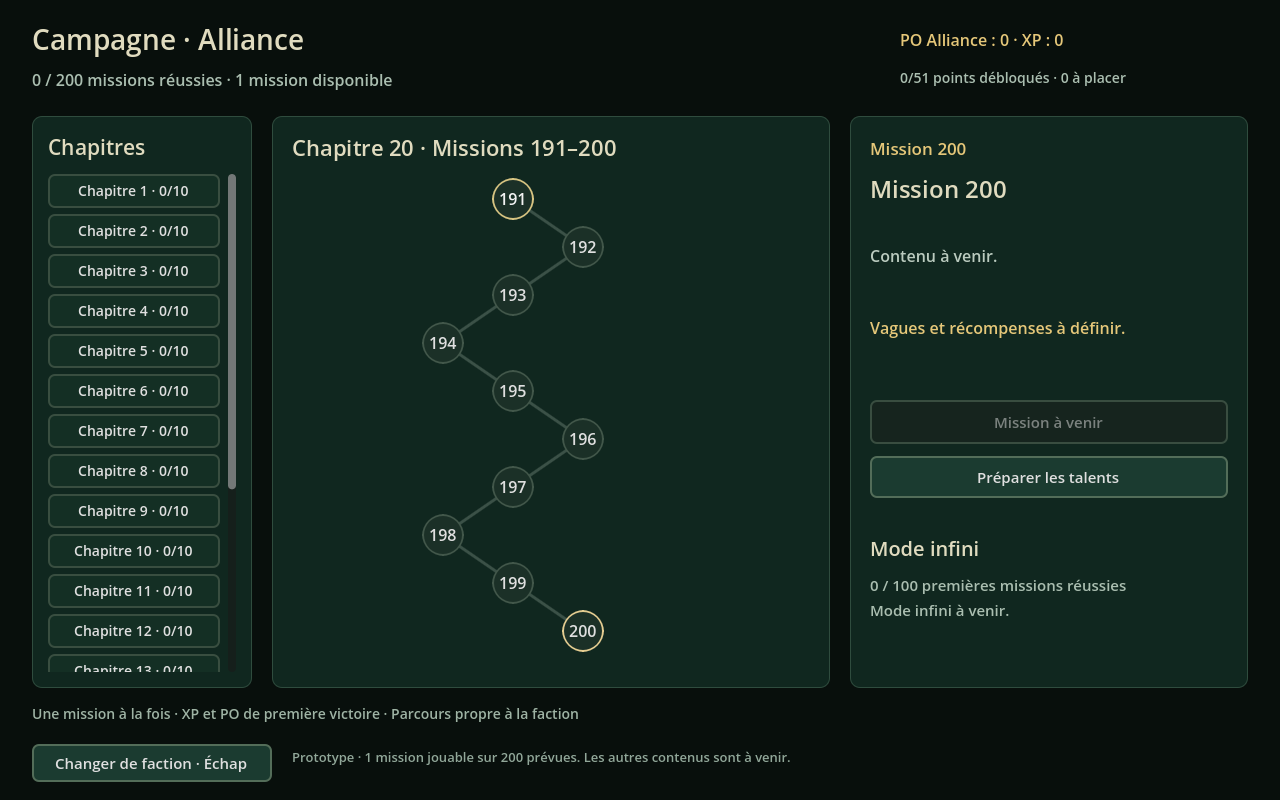 Campagne · Alliance
0 / 200 missions réussies · 1 mission disponible
PO Alliance : 0 · XP : 0
0/51 points débloqués · 0 à placer
Chapitres
Chapitre 1 · 0/10
Chapitre 2 · 0/10
Chapitre 3 · 0/10
Chapitre 4 · 0/10
Chapitre 5 · 0/10
Chapitre 6 · 0/10
Chapitre 7 · 0/10
Chapitre 8 · 0/10
Chapitre 9 · 0/10
Chapitre 10 · 0/10
Chapitre 11 · 0/10
Chapitre 12 · 0/10
Chapitre 13 · 0/10
Chapitre 20 · Missions 191–200
191
192
193
194
195
196
197
198
199
200
Mission 200
Mission 200
Contenu à venir.
Vagues et récompenses à définir.
Mission à venir
Préparer les talents
Mode infini
0 / 100 premières missions réussies
Mode infini à venir.
Une mission à la fois · XP et PO de première victoire · Parcours propre à la faction
Changer de faction · Échap
Prototype · 1 mission jouable sur 200 prévues. Les autres contenus sont à venir.